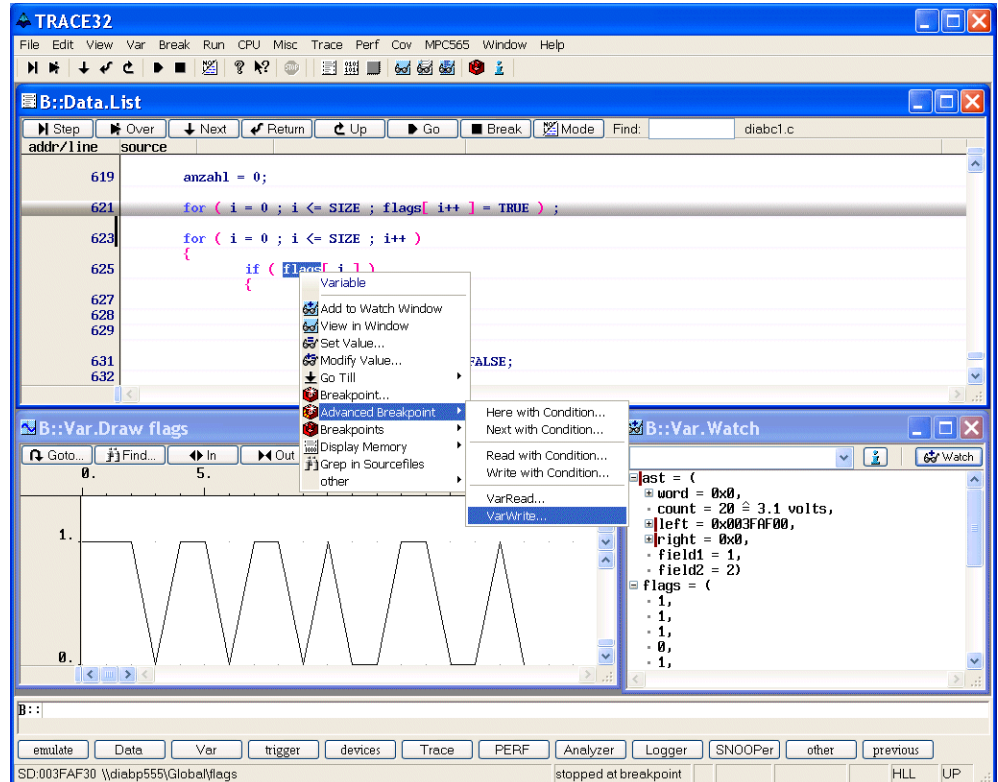 TRACE32
File Edit View Var Break Run CPU Misc Trace Perf Cov MPC565 Window Help
B::Data.List
Step Over Next Return Up Go Break Mode Find: diabc1.c
addr/line source
619 anzahl = 0;
621 for ( i = 0 ; i <= SIZE ; flags[ i++ ] = TRUE ) ;
623 for ( i = 0 ; i <= SIZE ; i++ )
{
625 if ( flags[ i ] )
{
627
628
629
631 FALSE;
632
Variable
Add to Watch Window
View in Window
Set Value...
Modify Value...
Go Till
Breakpoint...
Advanced Breakpoint
Breakpoints
Display Memory
Grep in Sourcefiles
other
Here with Condition...
Next with Condition...
Read with Condition...
Write with Condition...
VarRead...
VarWrite...
B::Var.Draw flags
Goto... Find... In Out
0. 5.
1.
0.
B::Var.Watch
Watch
ast = (
word = 0x0,
count = 20 ≙ 3.1 volts,
left = 0x003FAF00,
right = 0x0,
field1 = 1,
field2 = 2)
flags = (
1,
1,
1,
0,
1,
B::
emulate Data Var trigger devices Trace PERF Analyzer Logger SNOOPer other previous
SD:003FAF30 \\diabp555\Global\flags stopped at breakpoint HLL UP